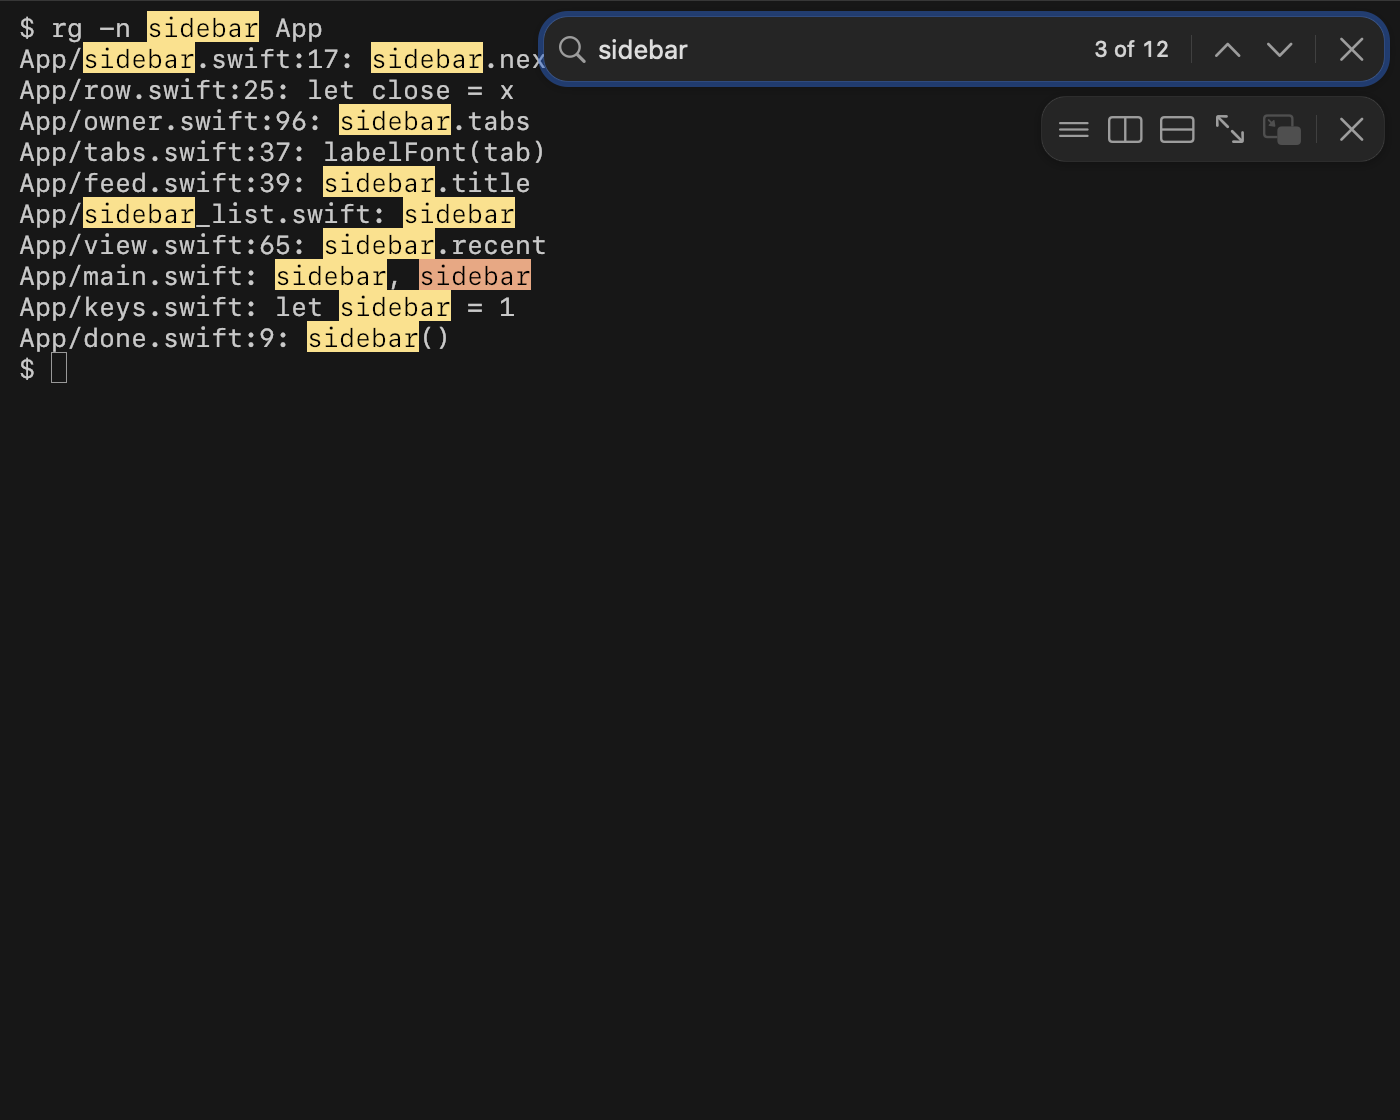 $ rg -n sidebar App
sidebar
3 of 12
App/sidebar.swift:17: sidebar.nex
App/row.swift:25: let close = x
App/owner.swift:96: sidebar.tabs
App/tabs.swift:37: labelFont(tab)
App/feed.swift:39: sidebar.title
App/sidebar_list.swift: sidebar
App/view.swift:65: sidebar.recent
App/main.swift: sidebar, sidebar
App/keys.swift: let sidebar = 1
App/done.swift:9: sidebar()
$